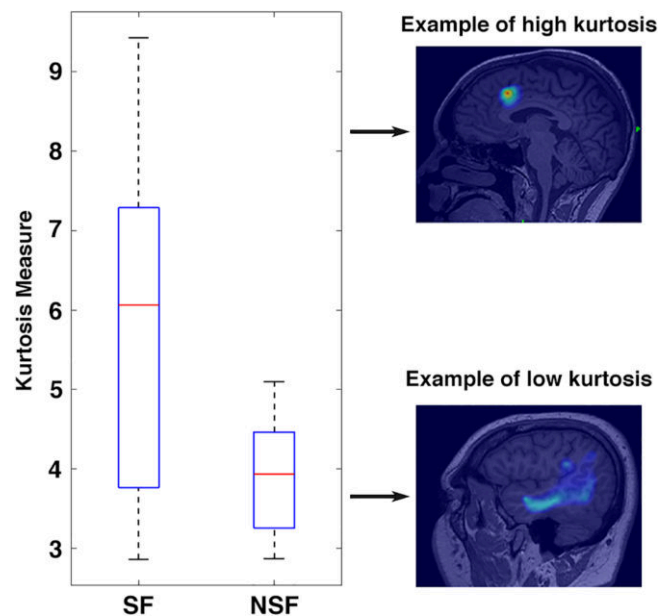 Example of high kurtosis
9
8
7
6
5
4
3
Kurtosis Measure
Example of low kurtosis
SF
NSF